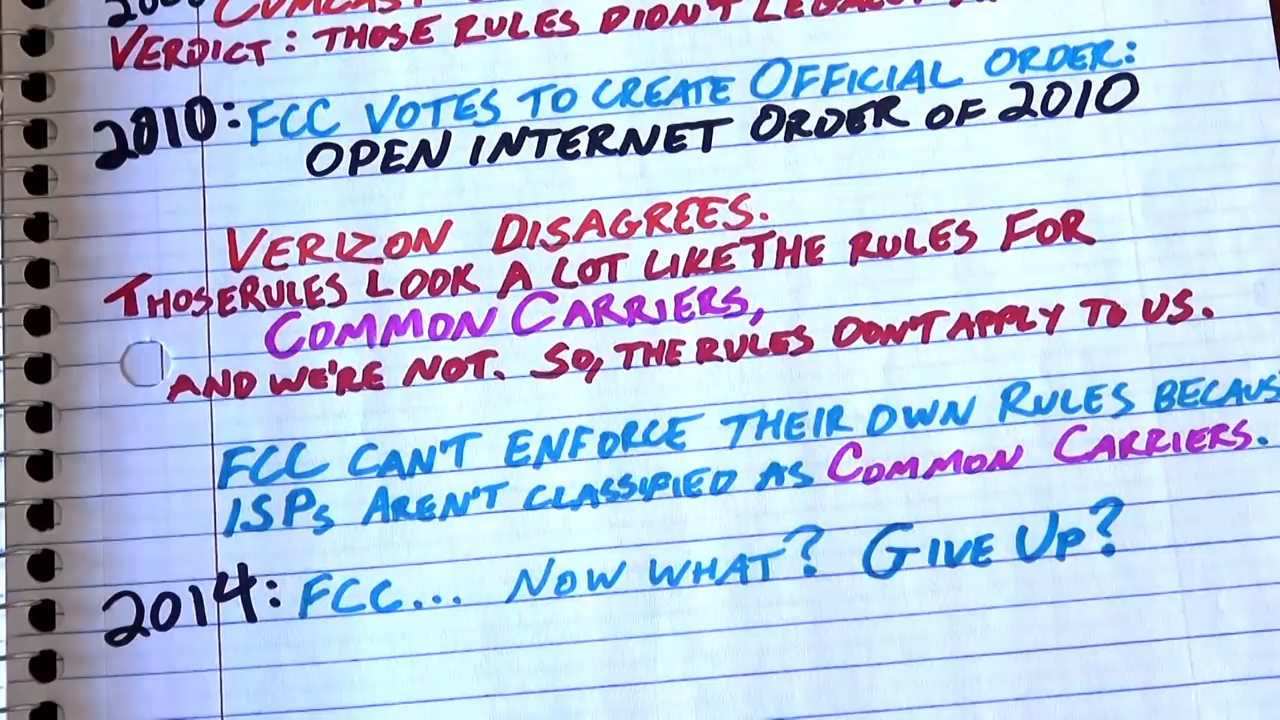 COMCAST
VERDICT: THOSE RULES DIDN'T
2010: FCC VOTES TO CREATE OFFICIAL ORDER:
OPEN INTERNET ORDER OF 2010
VERIZON DISAGREES.
THOSE RULES LOOK A LOT LIKE THE RULES FOR
COMMON CARRIERS,
AND WE'RE NOT. SO, THE RULES DON'T APPLY TO US.
FCC CAN'T ENFORCE THEIR OWN RULES BECAUS
ISPs AREN'T CLASSIFIED AS COMMON CARRIERS.
2014: FCC... NOW WHAT? GIVE UP?